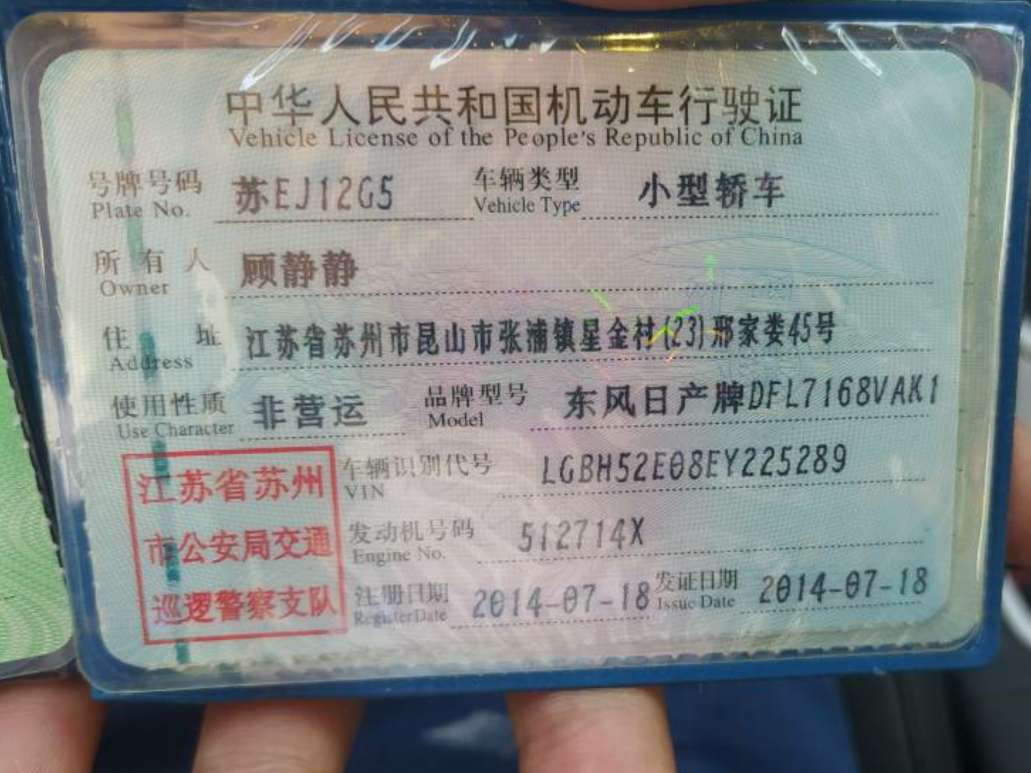 中华人民共和国机动车行驶证
Vehicle License of the People's Republic of China
号牌号码 苏EJ12G5 车辆类型 小型轿车
Plate No. Vehicle Type
所有人 顾静静
Owner
住址 江苏省苏州市昆山市张浦镇星金村(23)邢家娄45号
Address
使用性质 非营运 品牌型号 东风日产牌DFL7168VAK1
Use Character Model
江苏省苏州
市公安局交通
巡逻警察支队
车辆识别代号 LGBH52E08EY225289
VIN
发动机号码 512714X
Engine No.
注册日期 2014-07-18 发证日期 2014-07-18
Register Date Issue Date